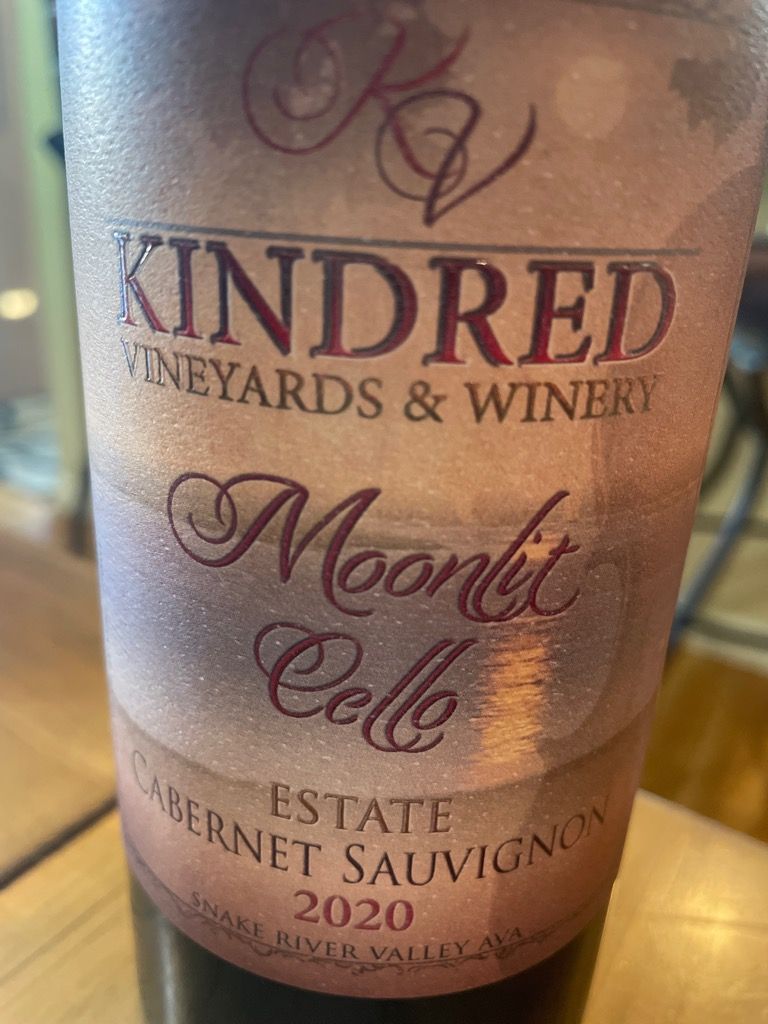 KV
KINDRED
VINEYARDS & WINERY
Moonlit
Cello
ESTATE
CABERNET SAUVIGNON
2020
SNAKE RIVER VALLEY AVA